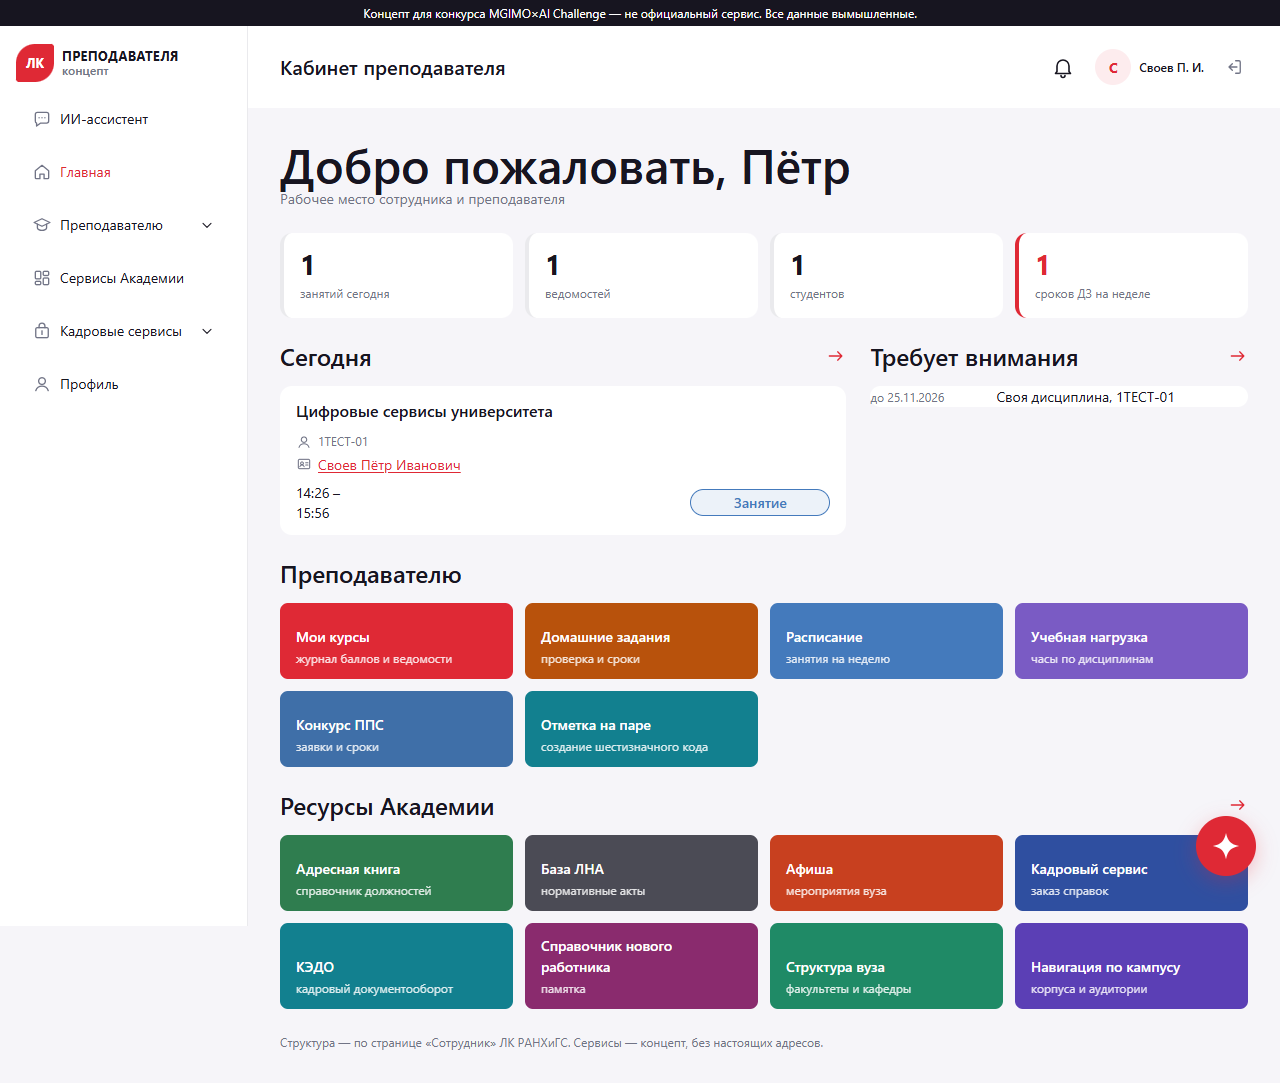 Концепт для конкурса MGIMO×AI Challenge — не официальный сервис. Все данные вымышленные.
ЛК
ПРЕПОДАВАТЕЛЯ
концепт
ИИ-ассистент
Главная
Преподавателю
Сервисы Академии
Кадровые сервисы
Профиль
Кабинет преподавателя
С
Своев П. И.
Добро пожаловать, Пётр
Рабочее место сотрудника и преподавателя
1
занятий сегодня
1
ведомостей
1
студентов
1
сроков ДЗ на неделе
Сегодня
Цифровые сервисы университета
1ТЕСТ-01
Своев Пётр Иванович
14:26 –
15:56
Занятие
Требует внимания
до 25.11.2026 Своя дисциплина, 1ТЕСТ-01
Преподавателю
Мои курсы
журнал баллов и ведомости
Домашние задания
проверка и сроки
Расписание
занятия на неделю
Учебная нагрузка
часы по дисциплинам
Конкурс ППС
заявки и сроки
Отметка на паре
создание шестизначного кода
Ресурсы Академии
Адресная книга
справочник должностей
База ЛНА
нормативные акты
Афиша
мероприятия вуза
Кадровый сервис
заказ справок
КЭДО
кадровый документооборот
Справочник нового
работника
памятка
Структура вуза
факультеты и кафедры
Навигация по кампусу
корпуса и аудитории
Структура — по странице «Сотрудник» ЛК РАНХиГС. Сервисы — концепт, без настоящих адресов.